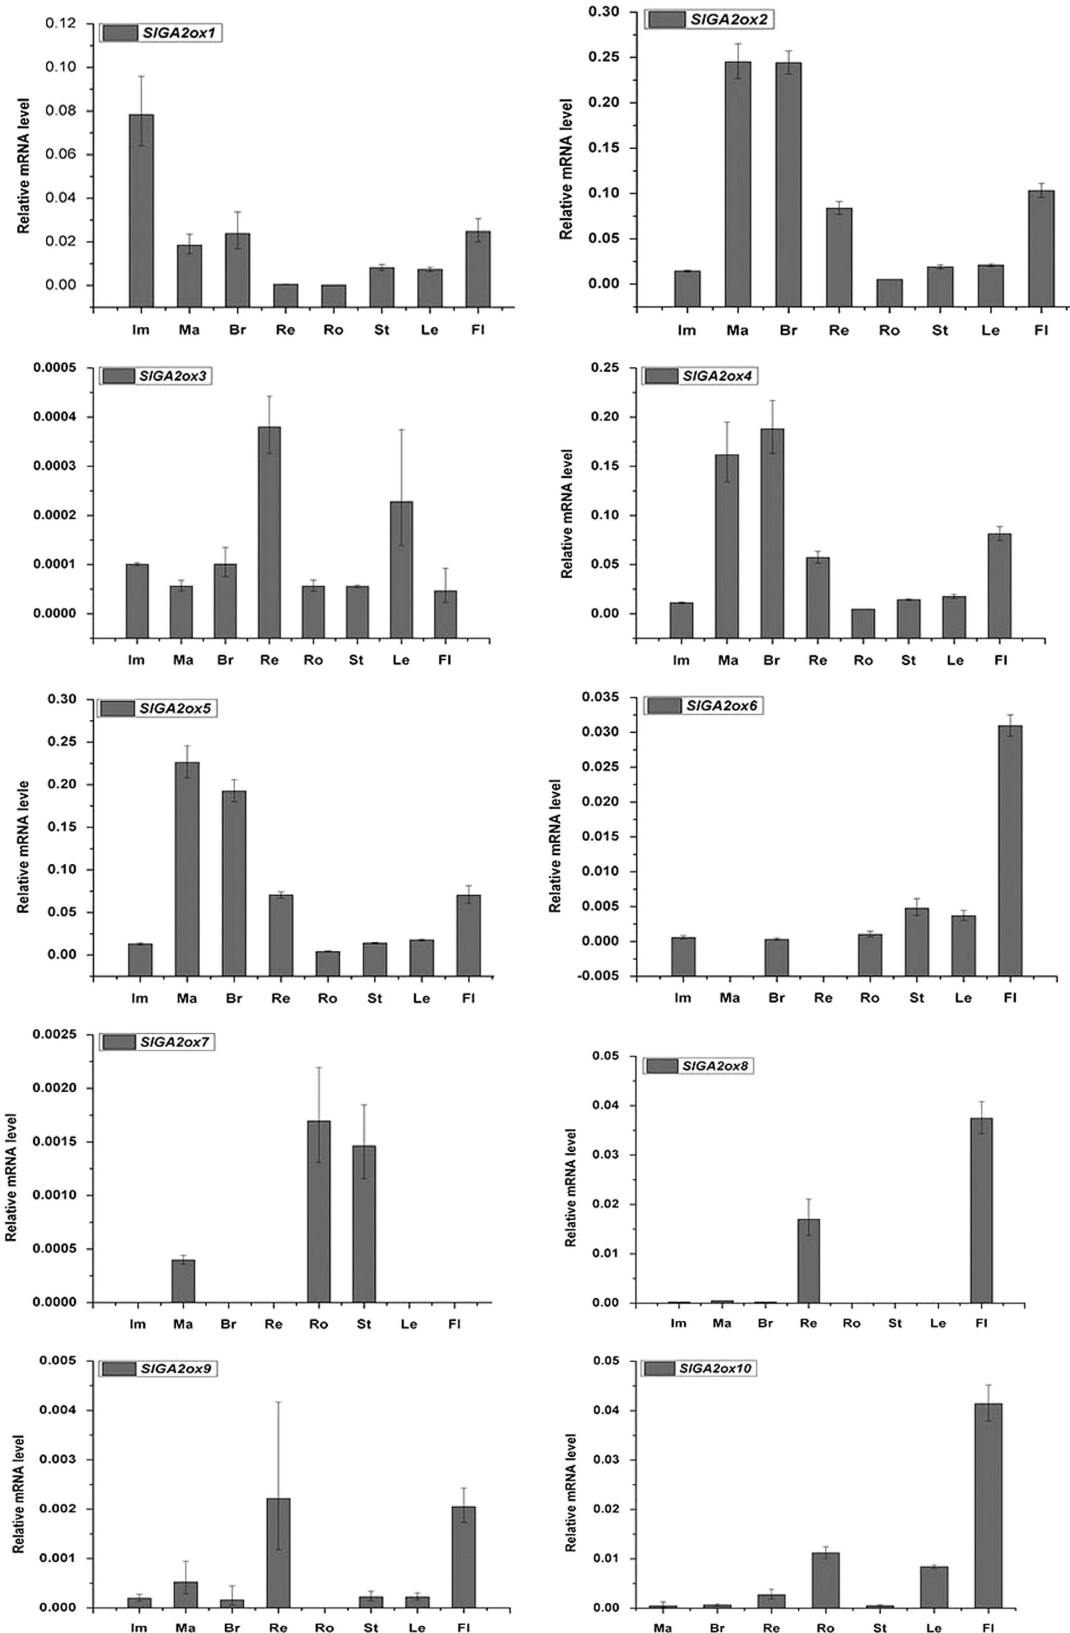 SlGA2ox1
Relative mRNA level
0.12
0.10
0.08
0.06
0.04
0.02
0.00
Im Ma Br Re Ro St Le Fl
SlGA2ox2
Relative mRNA level
0.30
0.25
0.20
0.15
0.10
0.05
0.00
Im Ma Br Re Ro St Le Fl
SlGA2ox3
Relative mRNA level
0.0005
0.0004
0.0003
0.0002
0.0001
0.0000
Im Ma Br Re Ro St Le Fl
SlGA2ox4
Relative mRNA level
0.25
0.20
0.15
0.10
0.05
0.00
Im Ma Br Re Ro St Le Fl
SlGA2ox5
Relative mRNA levle
0.30
0.25
0.20
0.15
0.10
0.05
0.00
Im Ma Br Re Ro St Le Fl
SlGA2ox6
Relative mRNA level
0.035
0.030
0.025
0.020
0.015
0.010
0.005
0.000
-0.005
Im Ma Br Re Ro St Le Fl
SlGA2ox7
Relative mRNA level
0.0025
0.0020
0.0015
0.0010
0.0005
0.0000
Im Ma Br Re Ro St Le Fl
SlGA2ox8
Relative mRNA level
0.05
0.04
0.03
0.02
0.01
0.00
Im Ma Br Re Ro St Le Fl
SlGA2ox9
Relative mRNA level
0.005
0.004
0.003
0.002
0.001
0.000
Im Ma Br Re Ro St Le Fl
SlGA2ox10
Relative mRNA level
0.05
0.04
0.03
0.02
0.01
0.00
Ma Br Re Ro St Le Fl